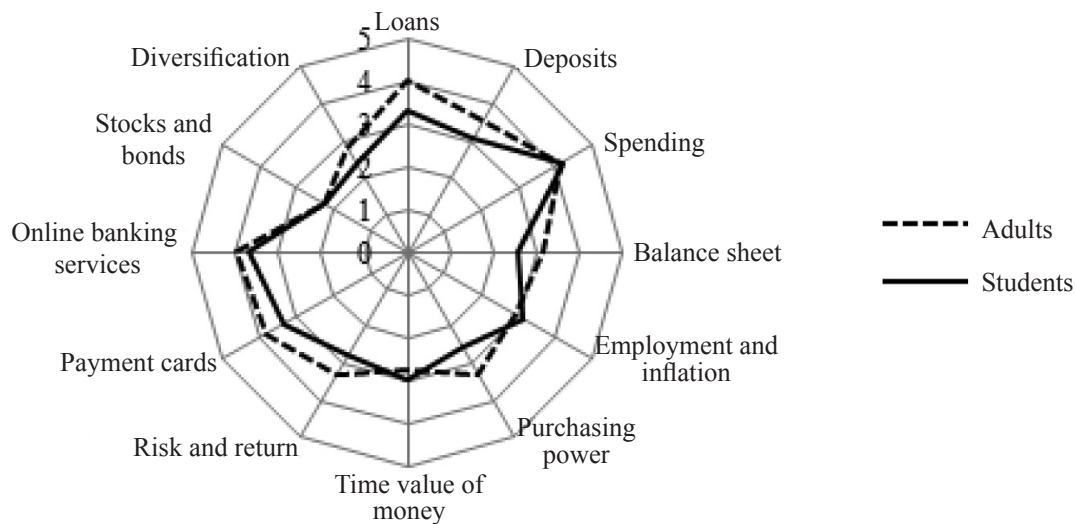 Loans
5
Diversification
Deposits
4
Stocks and
bonds
3
Spending
2
Online banking
services
1
0
Balance sheet
Adults
Students
Payment cards
Employment and
inflation
Risk and return
Purchasing
power
Time value of
money